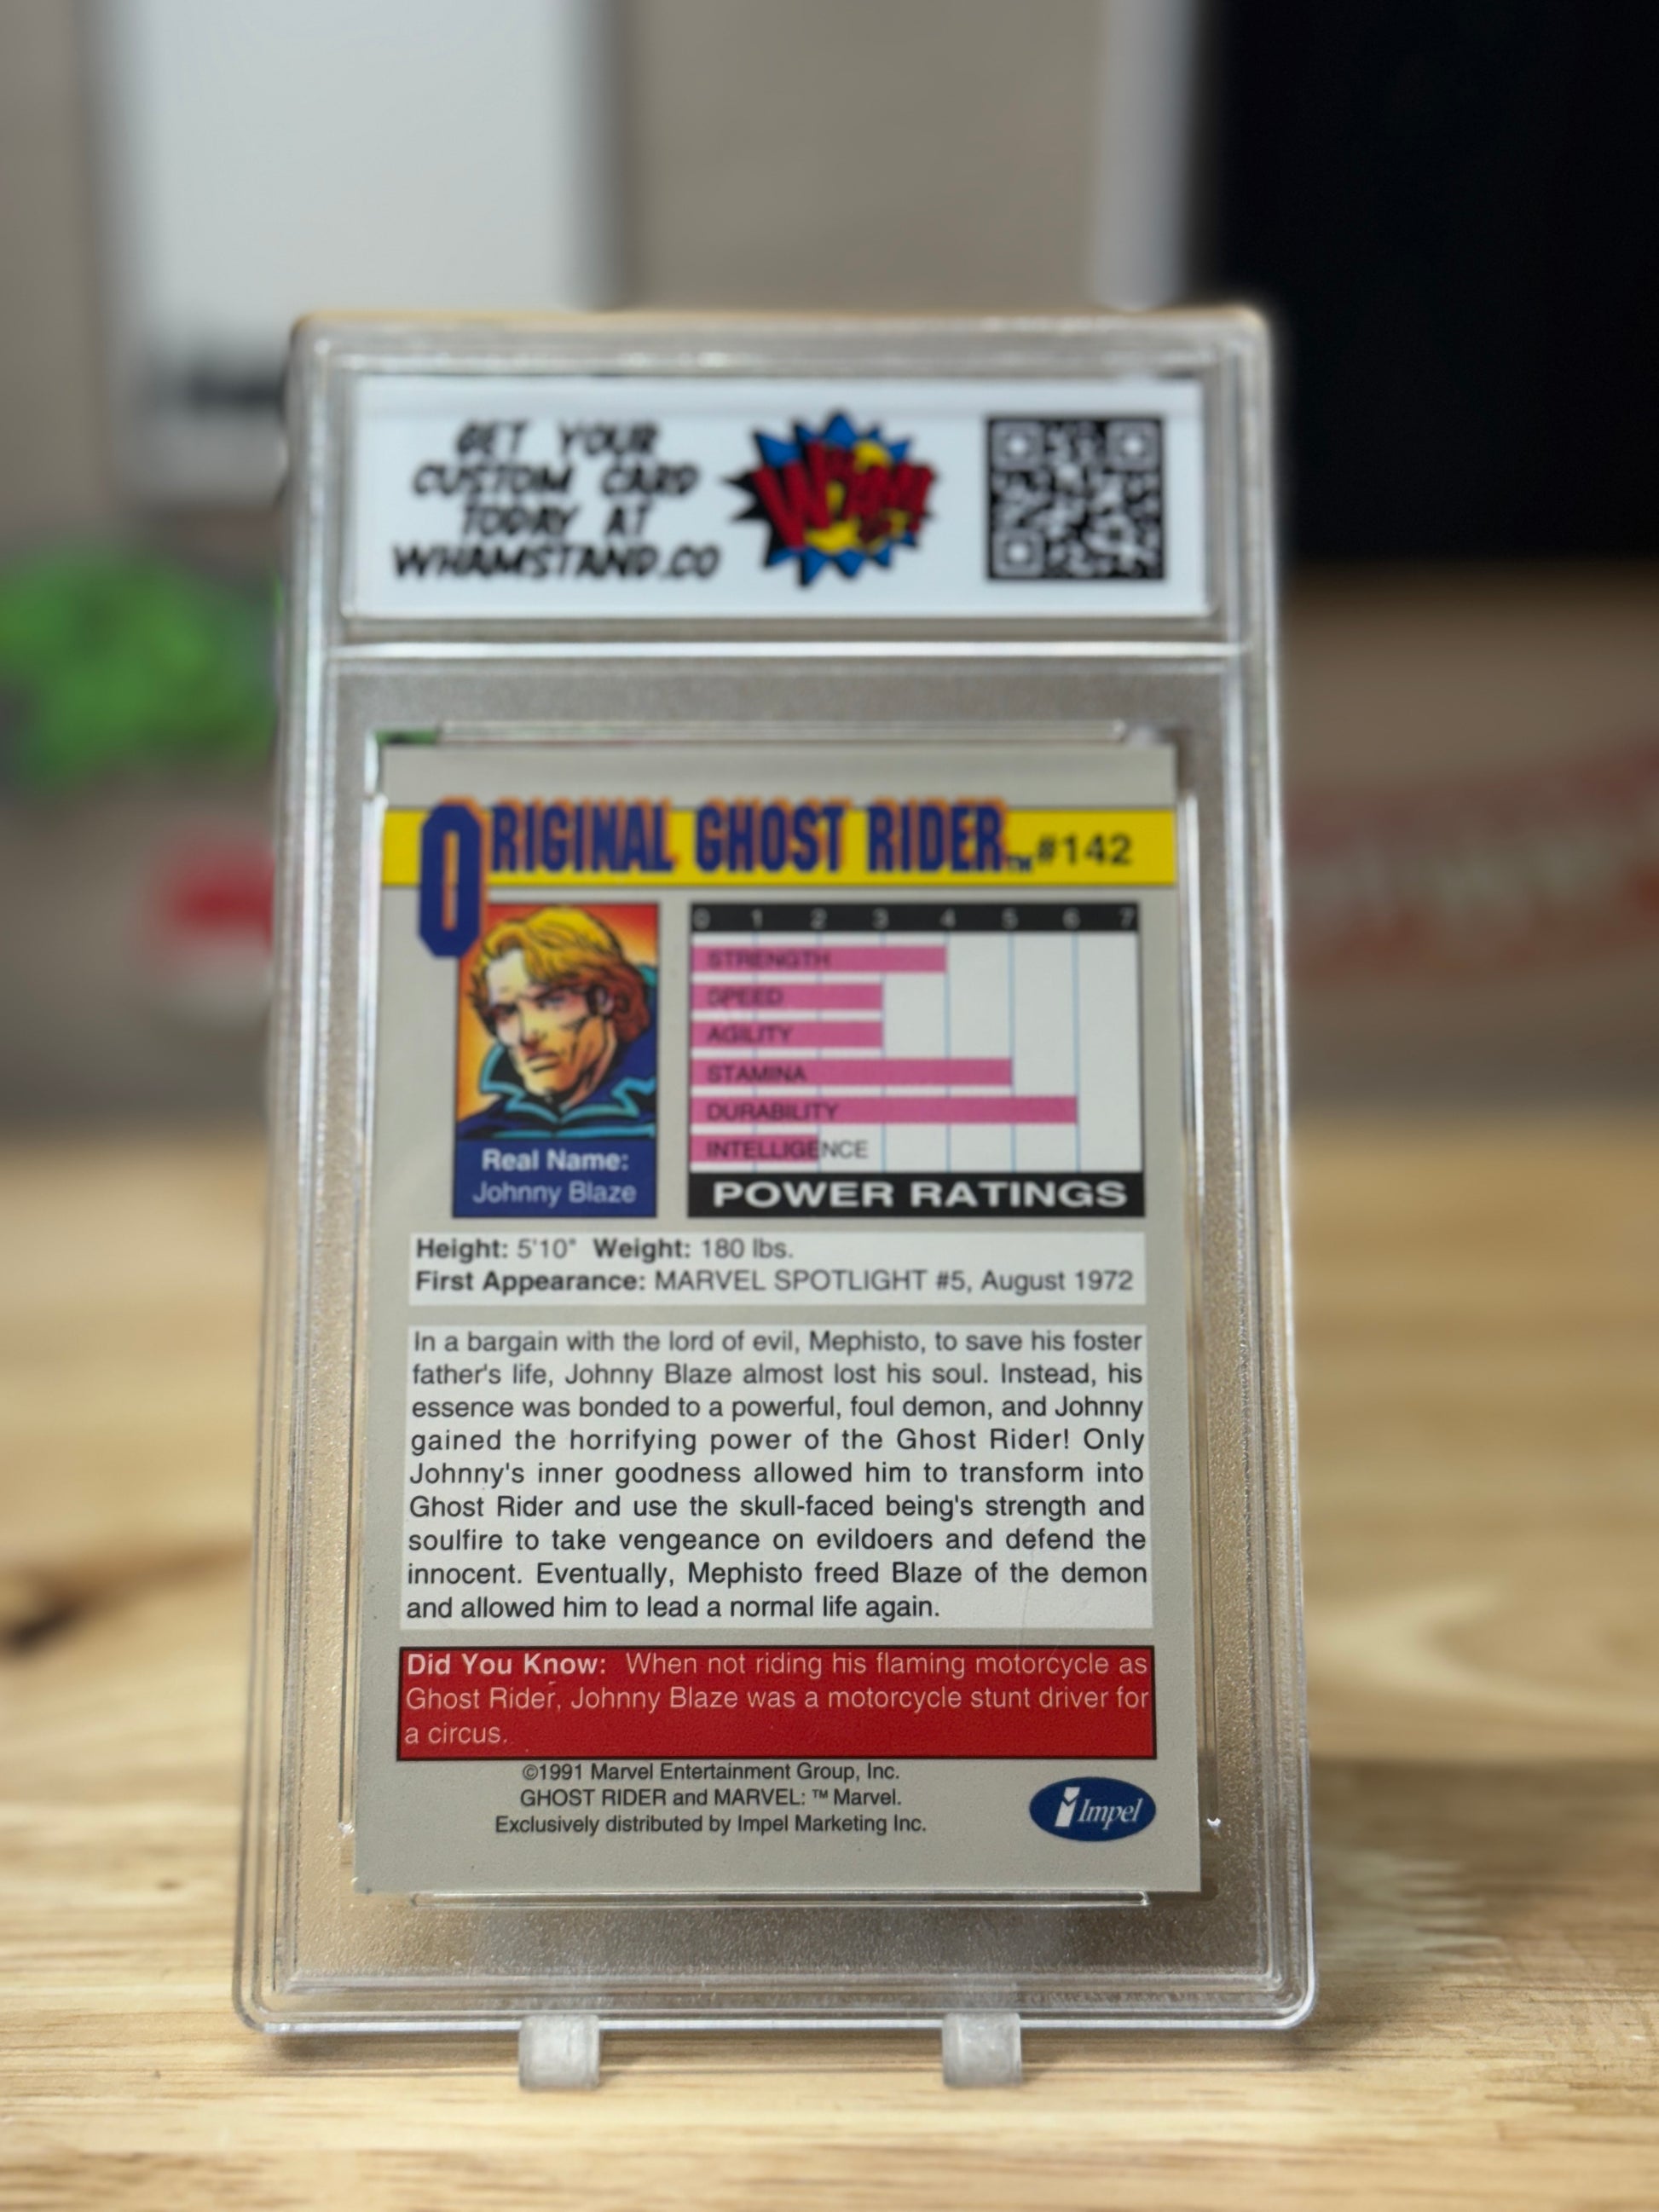 GET YOUR
CUSTOM CARD
TODAY AT
WHAMSTAND.CO
WHAM!
ORIGINAL GHOST RIDER™ #142
0 1 2 3 4 5 6 7
STRENGTH
SPEED
AGILITY
STAMINA
DURABILITY
INTELLIGENCE
POWER RATINGS
Real Name:
Johnny Blaze
Height: 5'10" Weight: 180 lbs.
First Appearance: MARVEL SPOTLIGHT #5, August 1972
In a bargain with the lord of evil, Mephisto, to save his foster
father's life, Johnny Blaze almost lost his soul. Instead, his
essence was bonded to a powerful, foul demon, and Johnny
gained the horrifying power of the Ghost Rider! Only
Johnny's inner goodness allowed him to transform into
Ghost Rider and use the skull-faced being's strength and
soulfire to take vengeance on evildoers and defend the
innocent. Eventually, Mephisto freed Blaze of the demon
and allowed him to lead a normal life again.
Did You Know: When not riding his flaming motorcycle as
Ghost Rider, Johnny Blaze was a motorcycle stunt driver for
a circus.
©1991 Marvel Entertainment Group, Inc.
GHOST RIDER and MARVEL: ™ Marvel.
Exclusively distributed by Impel Marketing Inc.
Impel